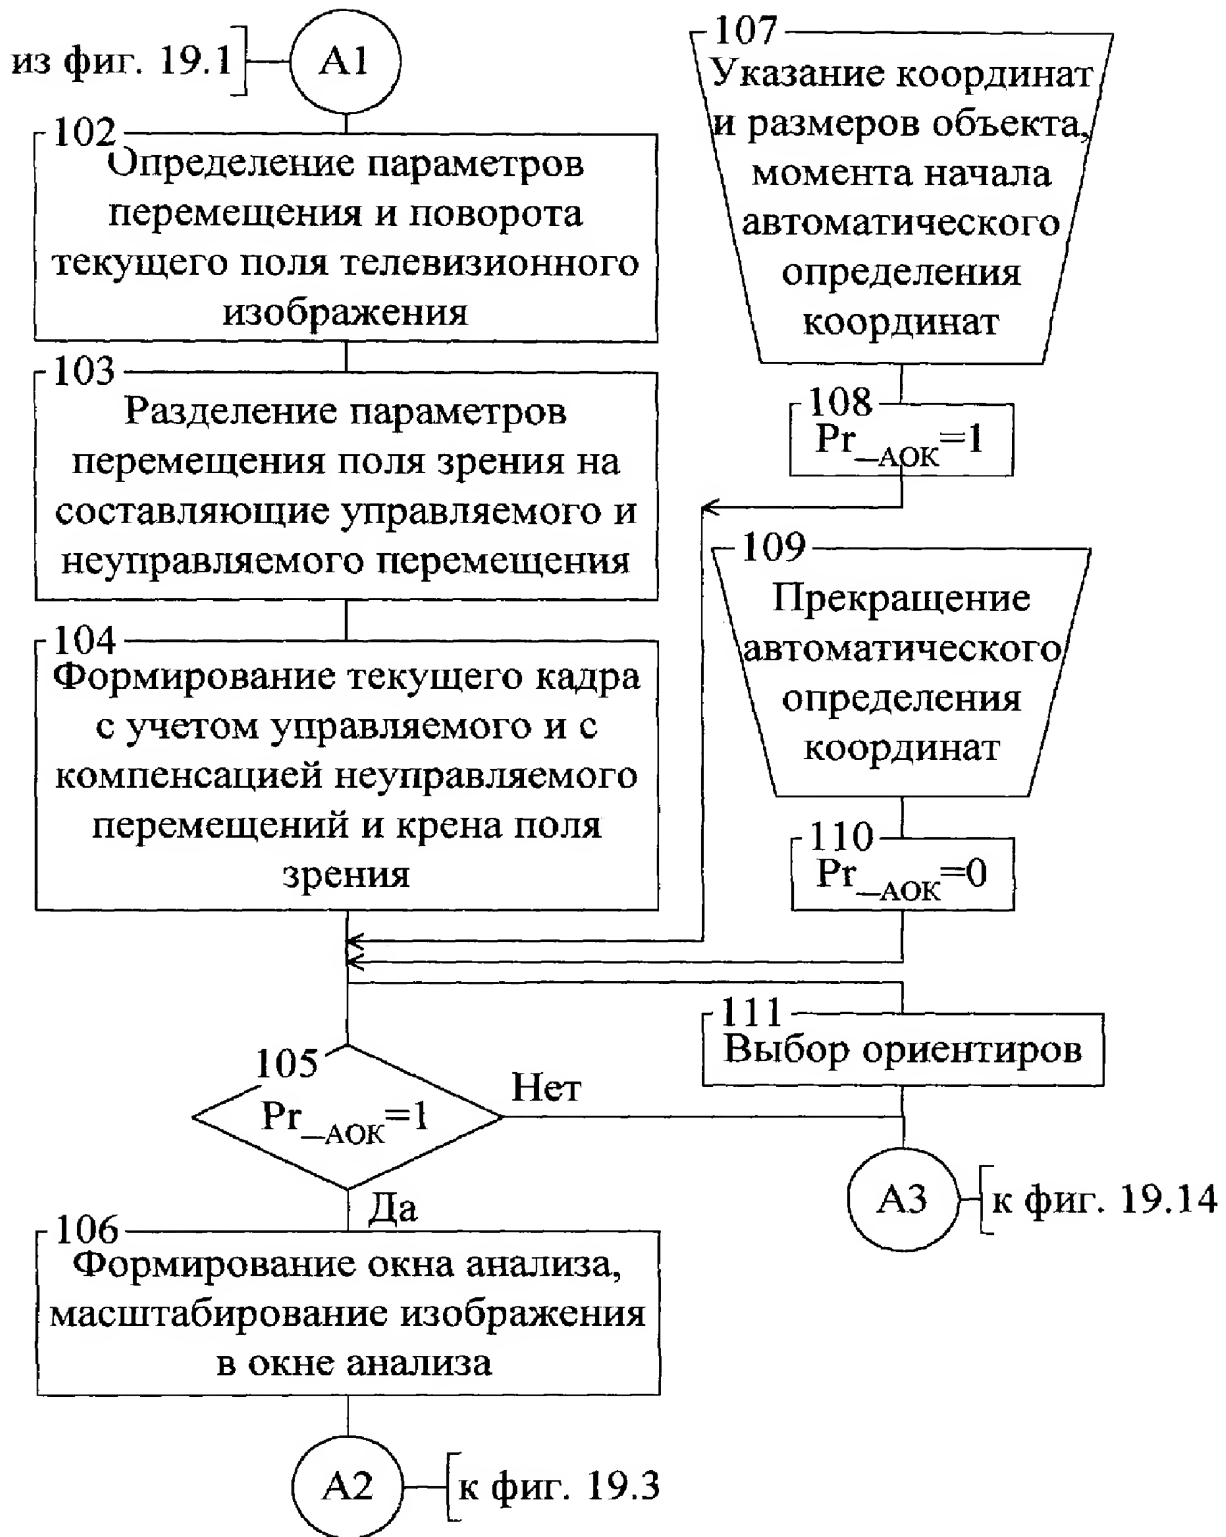 из фиг. 19.1
А1
102
Определение параметров
перемещения и поворота
текущего поля телевизионного
изображения
103
Разделение параметров
перемещения поля зрения на
составляющие управляемого и
неуправляемого перемещения
104
Формирование текущего кадра
с учетом управляемого и с
компенсацией неуправляемого
перемещений и крена поля
зрения
105
Pr_АОК=1
Нет
Да
106
Формирование окна анализа,
масштабирование изображения
в окне анализа
А2
к фиг. 19.3
107
Указание координат
и размеров объекта,
момента начала
автоматического
определения
координат
108
Pr_АОК=1
109
Прекращение
автоматического
определения
координат
110
Pr_АОК=0
111
Выбор ориентиров
А3
к фиг. 19.14